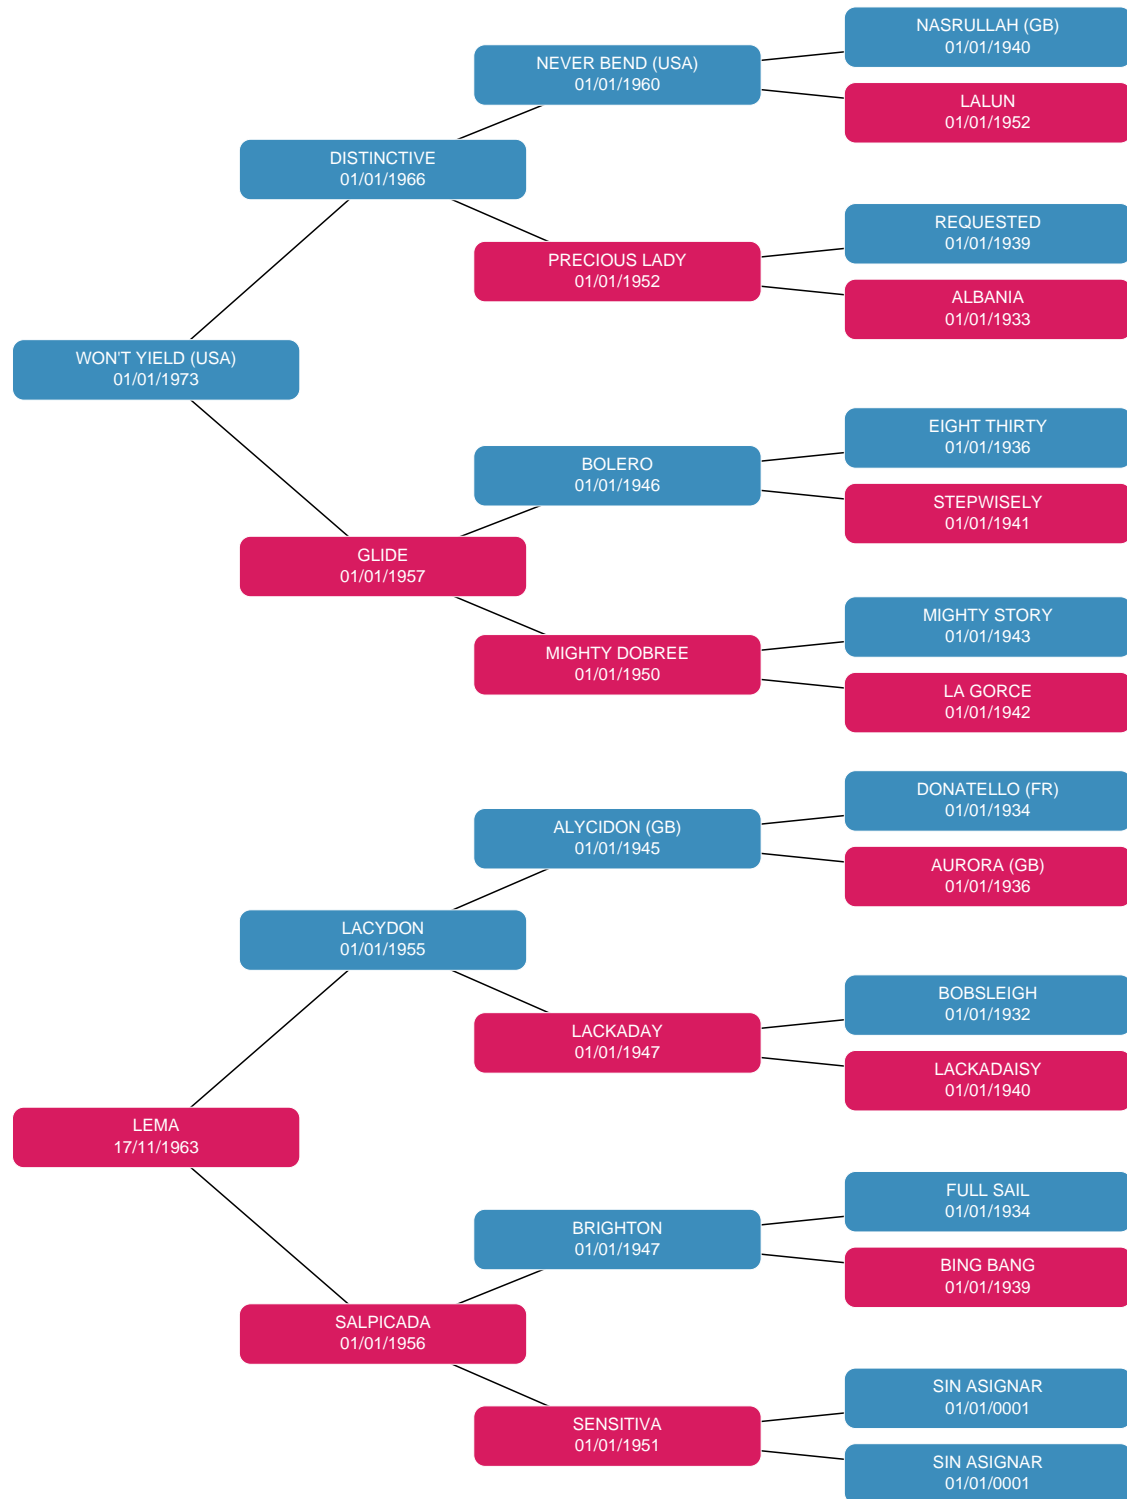 NASRULLAH (GB)
01/01/1940
NEVER BEND (USA)
01/01/1960
LALUN
01/01/1952
DISTINCTIVE
01/01/1966
REQUESTED
01/01/1939
PRECIOUS LADY
01/01/1952
ALBANIA
01/01/1933
WON'T YIELD (USA)
01/01/1973
EIGHT THIRTY
01/01/1936
BOLERO
01/01/1946
STEPWISELY
01/01/1941
GLIDE
01/01/1957
MIGHTY STORY
01/01/1943
MIGHTY DOBREE
01/01/1950
LA GORCE
01/01/1942
DONATELLO (FR)
01/01/1934
ALYCIDON (GB)
01/01/1945
AURORA (GB)
01/01/1936
LACYDON
01/01/1955
BOBSLEIGH
01/01/1932
LACKADAY
01/01/1947
LACKADAISY
01/01/1940
LEMA
17/11/1963
FULL SAIL
01/01/1934
BRIGHTON
01/01/1947
BING BANG
01/01/1939
SALPICADA
01/01/1956
SIN ASIGNAR
01/01/0001
SENSITIVA
01/01/1951
SIN ASIGNAR
01/01/0001